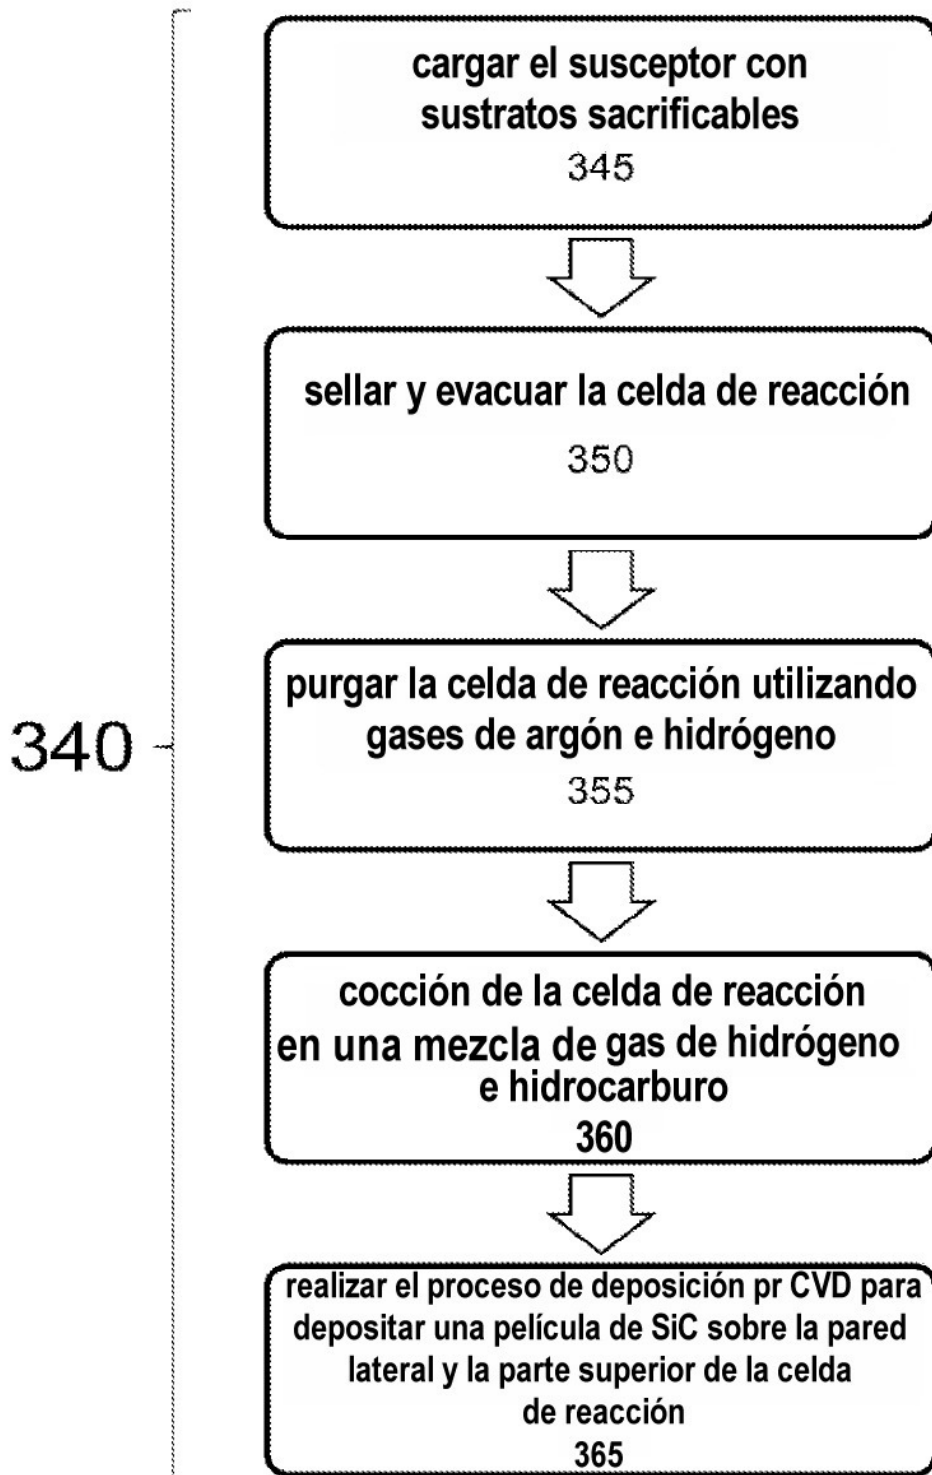 cargar el susceptor con
sustratos sacrificables
345
sellar y evacuar la celda de reacción
350
purgar la celda de reacción utilizando
gases de argón e hidrógeno
355
340
cocción de la celda de reacción
en una mezcla de gas de hidrógeno
e hidrocarburo
360
realizar el proceso de deposición pr CVD para
depositar una película de SiC sobre la pared
lateral y la parte superior de la celda
de reacción
365